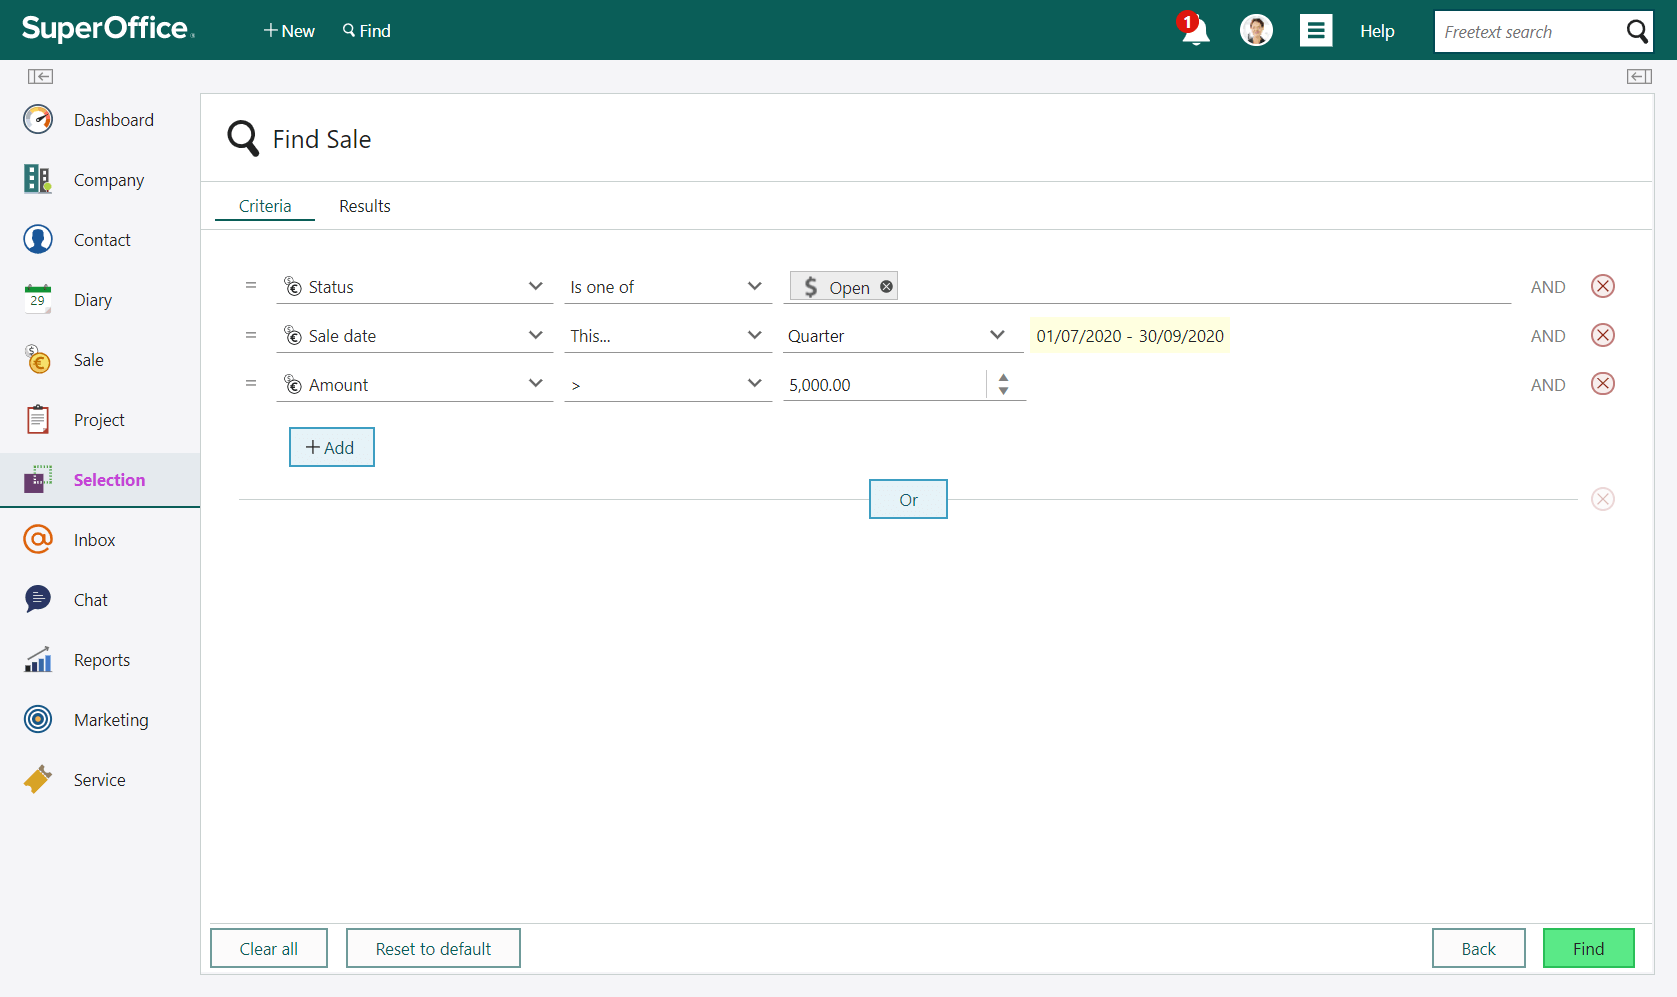 SuperOffice
New Find
1
Help
Freetext search
Dashboard
Company
Contact
29 Diary
Sale
Project
Selection
Inbox
Chat
Reports
Marketing
Service
Find Sale
Criteria Results
= Status Is one of $ Open AND
= Sale date This... Quarter 01/07/2020 - 30/09/2020 AND
= Amount > 5,000.00 AND
+ Add
Or
Clear all Reset to default Back Find